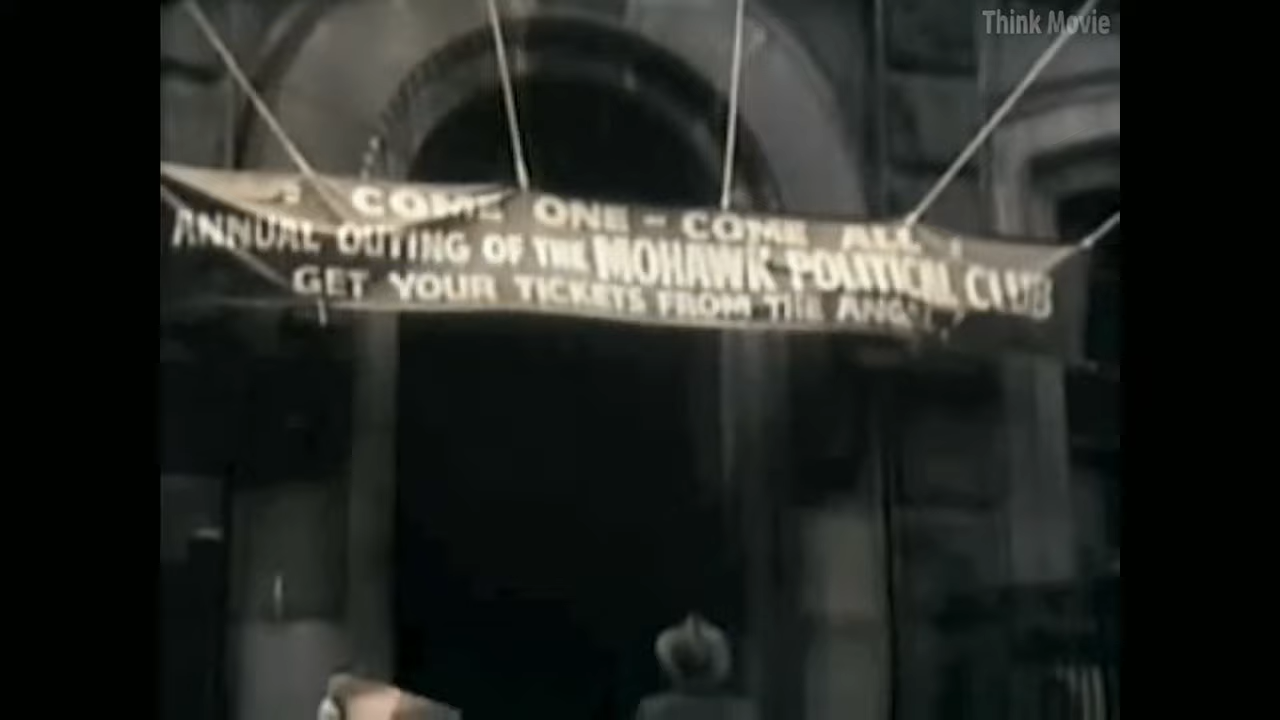 Think Movie
COME ONE - COME ALL
ANNUAL OUTING OF THE MOHAWK POLITICAL CLUB
GET YOUR TICKETS FROM THE